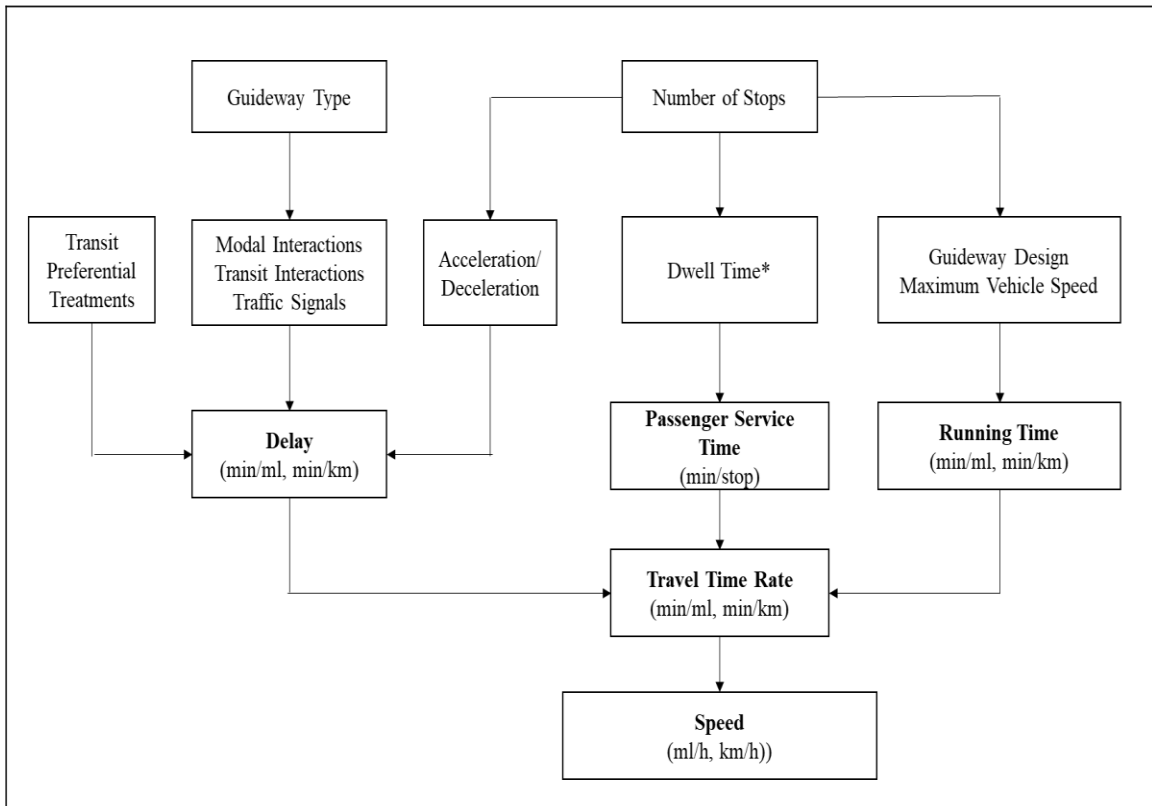 Guideway Type
Number of Stops
Transit
Preferential
Treatments
Modal Interactions
Transit Interactions
Traffic Signals
Acceleration/
Deceleration
Dwell Time*
Guideway Design
Maximum Vehicle Speed
Delay
(min/ml, min/km)
Passenger Service
Time
(min/stop)
Running Time
(min/ml, min/km)
Travel Time Rate
(min/ml, min/km)
Speed
(ml/h, km/h))